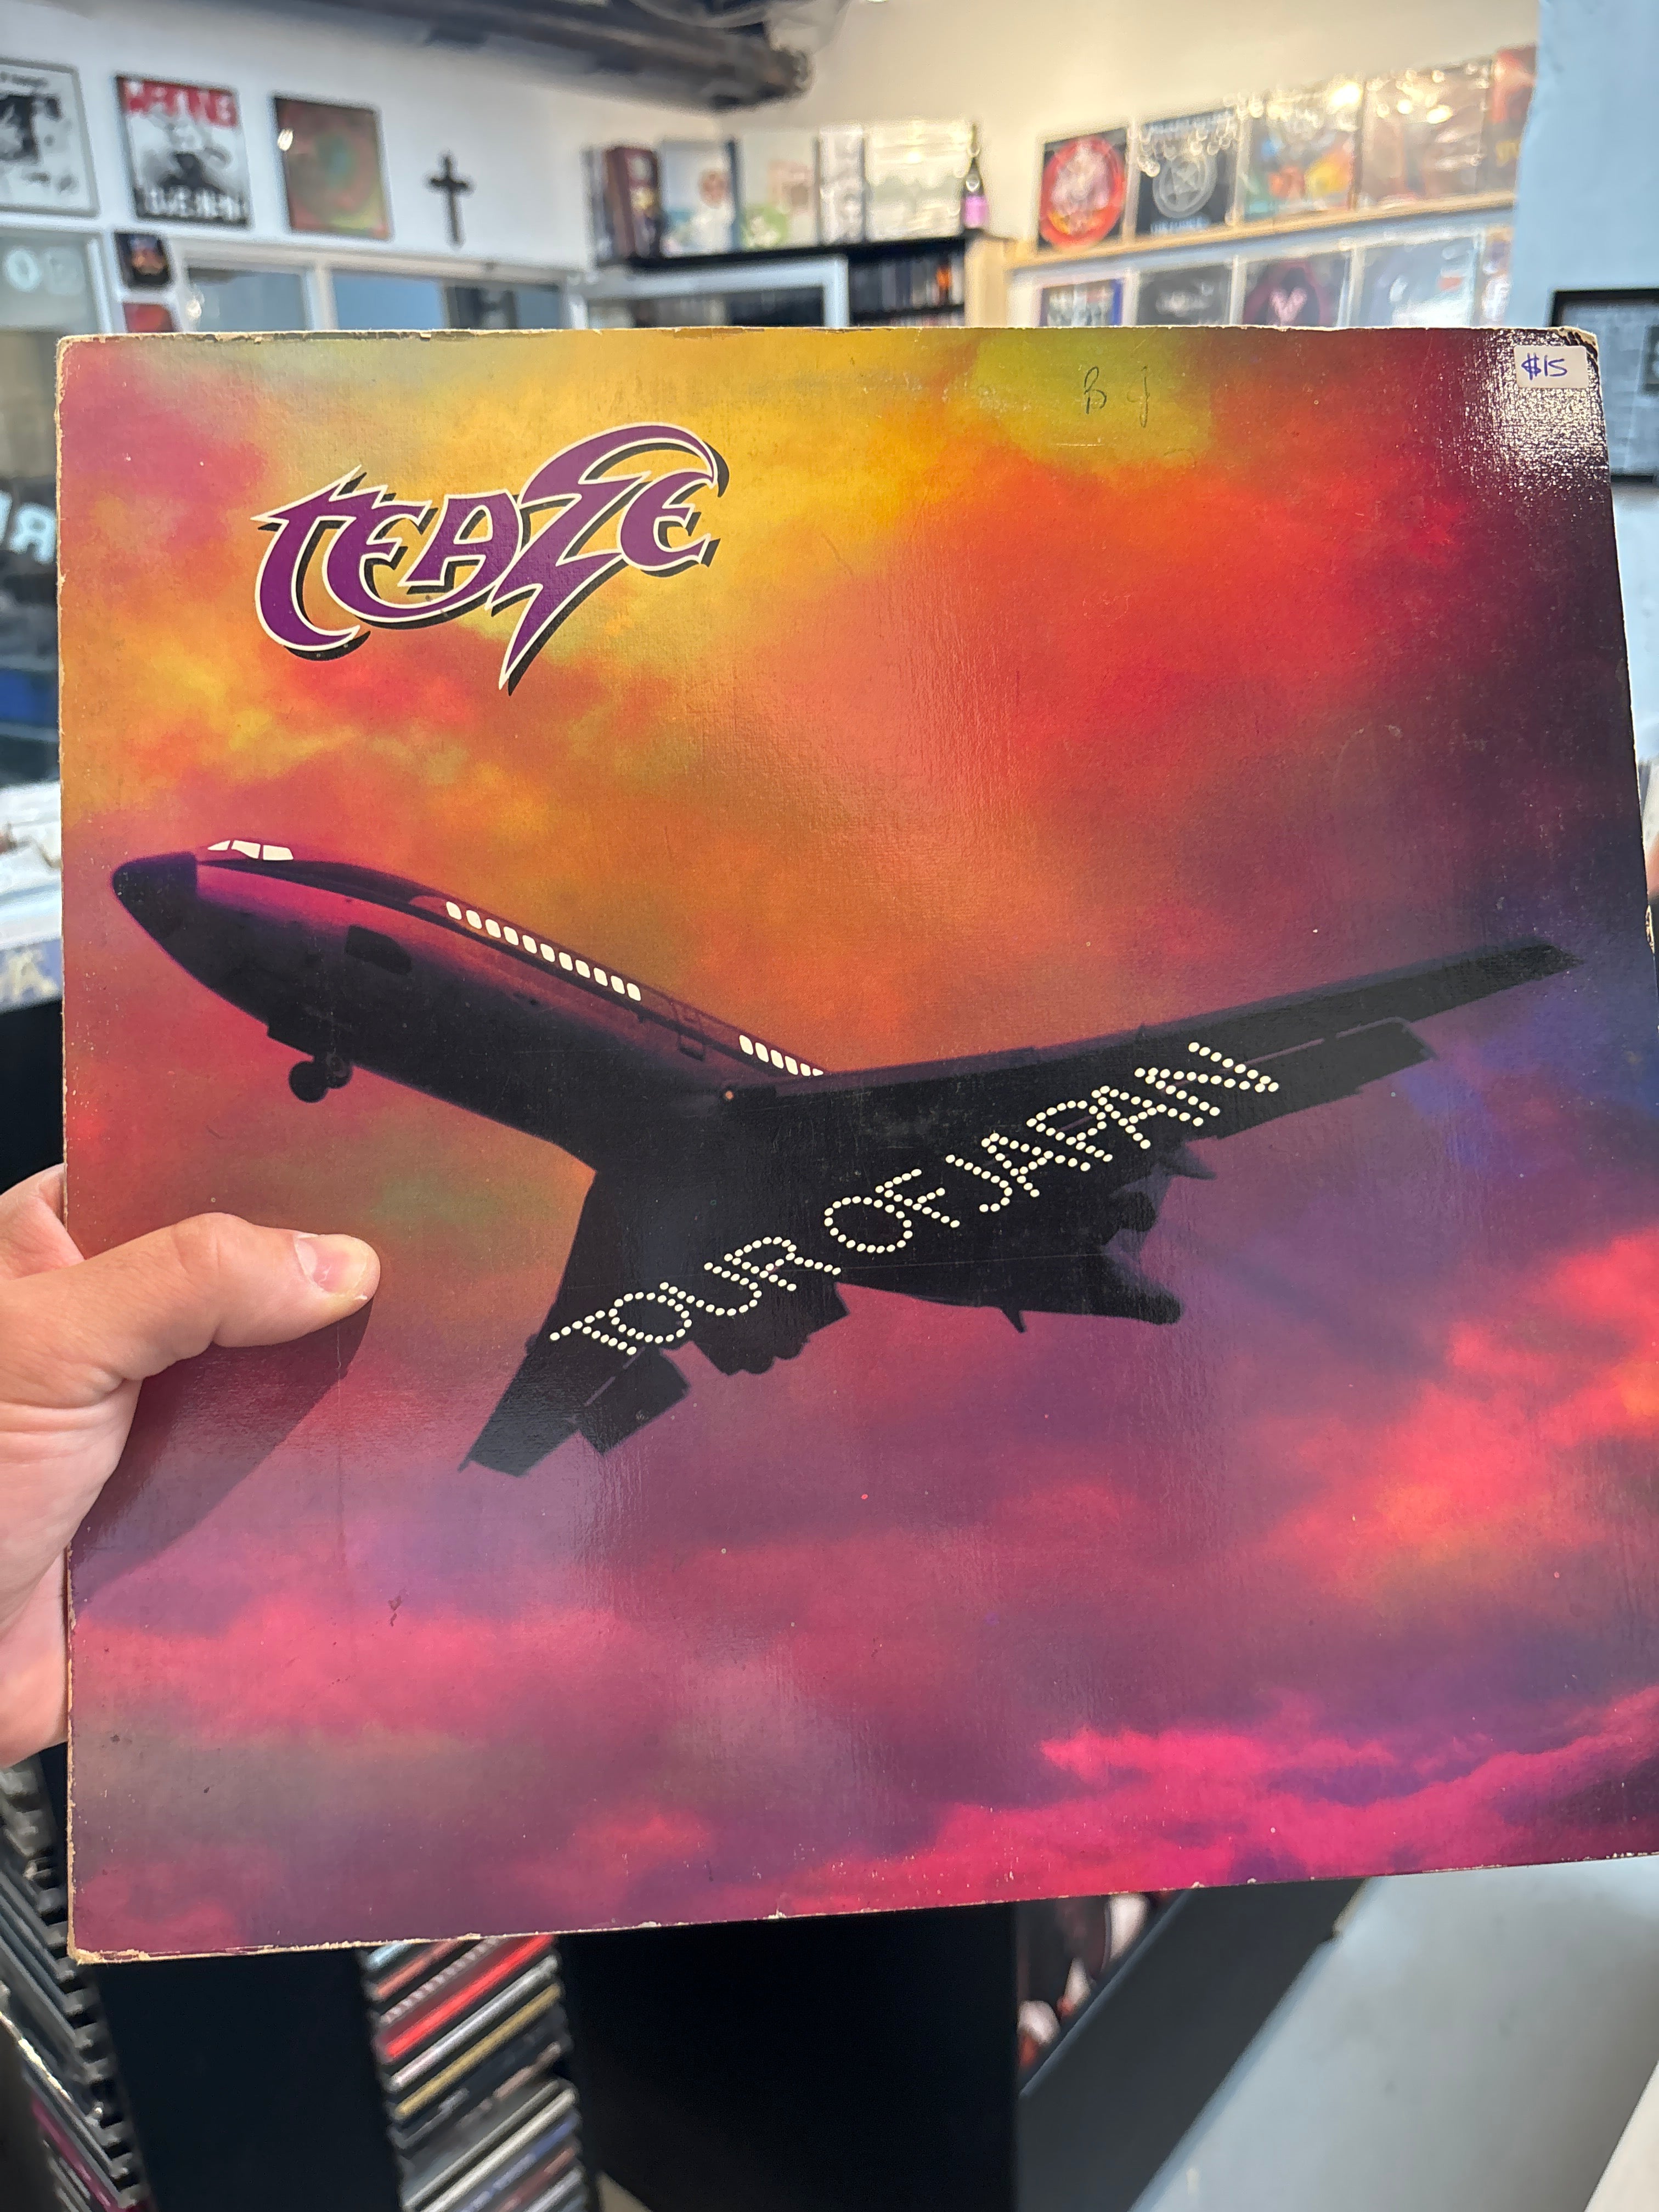 $15
B J
TEAZE
TOUR OF JAPAN